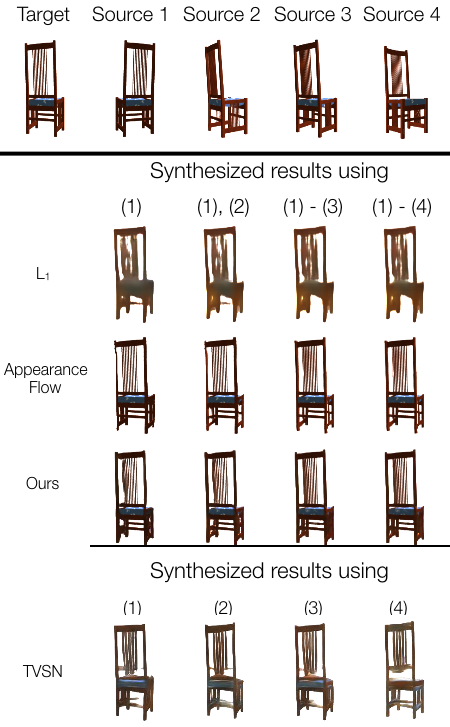 Target Source 1 Source 2 Source 3 Source 4
Synthesized results using
(1) (1), (2) (1) - (3) (1) - (4)
L₁
Appearance
Flow
Ours
Synthesized results using
(1) (2) (3) (4)
TVSN